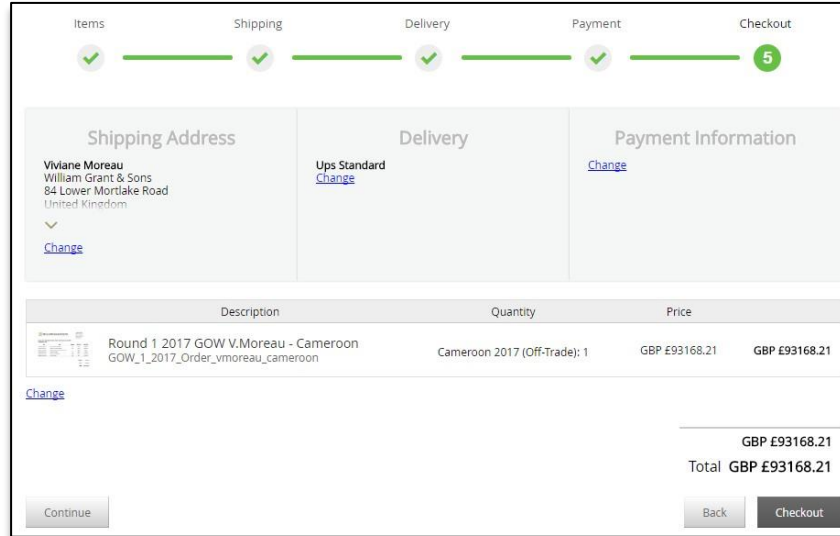 Items Shipping Delivery Payment Checkout
5
Shipping Address
Viviane Moreau
William Grant & Sons
84 Lower Mortlake Road
United Kingdom
Change
Delivery
Ups Standard
Change
Payment Information
Change
Description Quantity Price
Round 1 2017 GOW V.Moreau - Cameroon
GOW_1_2017_Order_vmoreau_cameroon
Cameroon 2017 (Off-Trade): 1 GBP £93168.21 GBP £93168.21
Change
GBP £93168.21
Total GBP £93168.21
Continue Back Checkout